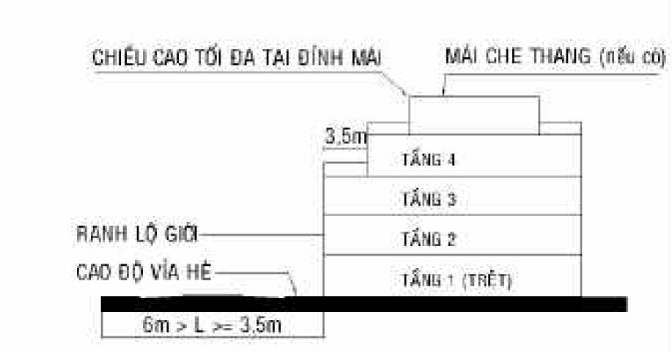 CHIỀU CAO TỐI ĐA TẠI ĐỈNH MÁI
MÁI CHE THANG (nếu có)
3,5m
TẦNG 4
TẦNG 3
RANH LỘ GIỚI
TẦNG 2
CAO ĐỘ VỈA HÈ
TẦNG 1 (TRỆT)
6m > L >= 3,5m